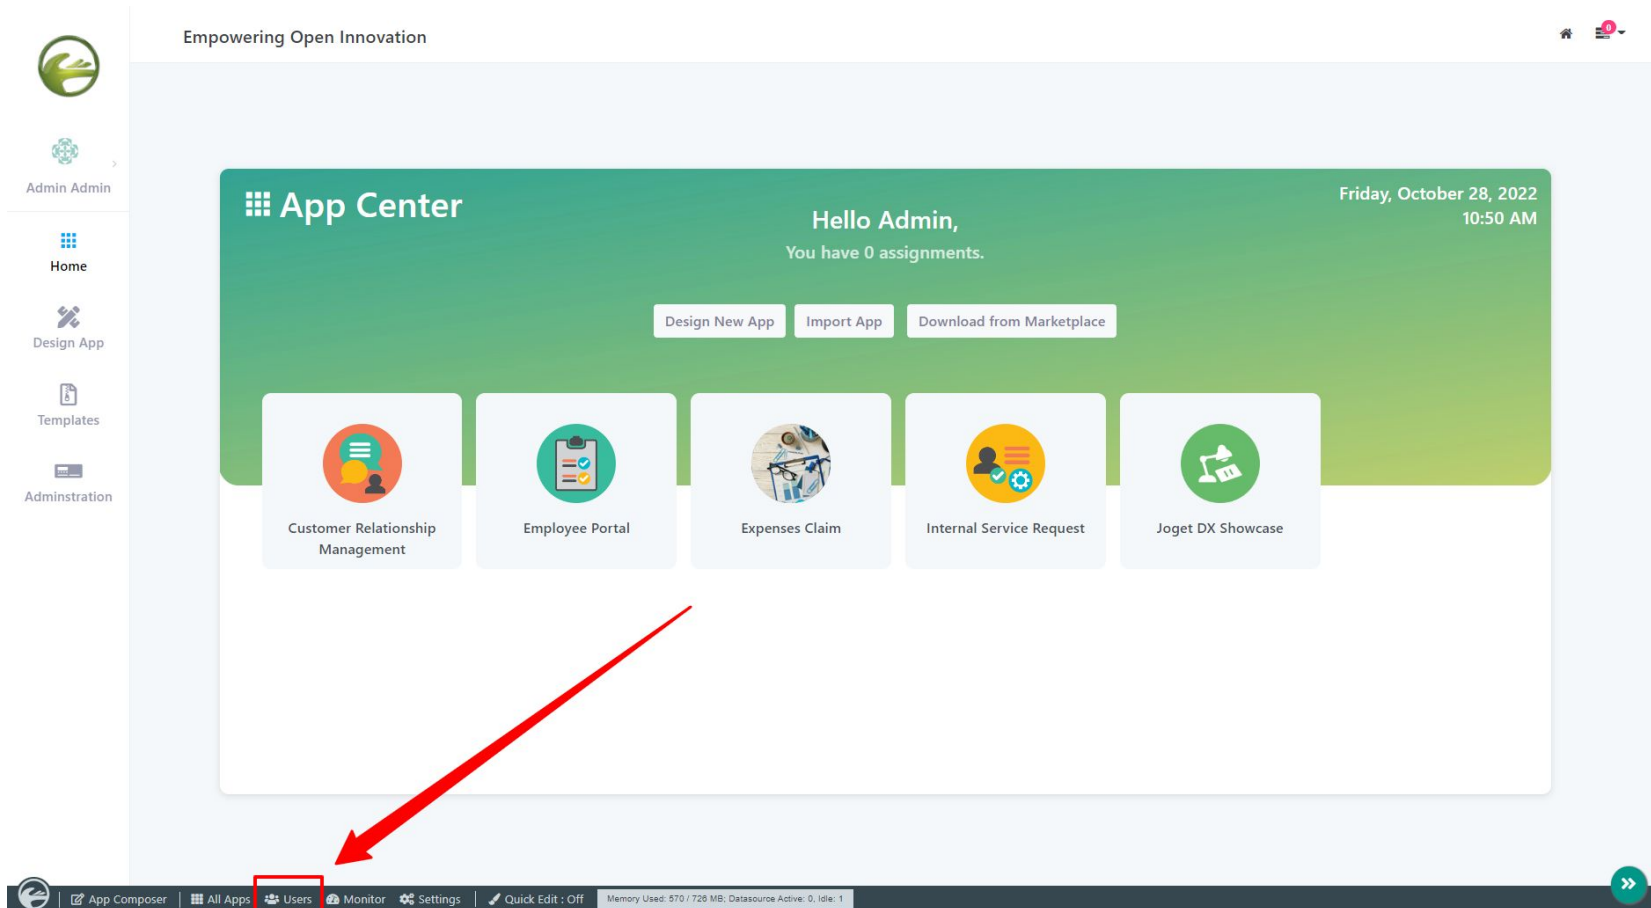 Empowering Open Innovation
0
Admin Admin
Home
Design App
Templates
Adminstration
App Center
Friday, October 28, 2022
10:50 AM
Hello Admin,
You have 0 assignments.
Design New App
Import App
Download from Marketplace
Customer Relationship
Management
Employee Portal
Expenses Claim
Internal Service Request
Joget DX Showcase
App Composer
All Apps
Users
Monitor
Settings
Quick Edit : Off
Memory Used: 570 / 726 MB; Datasource Active: 0, Idle: 1